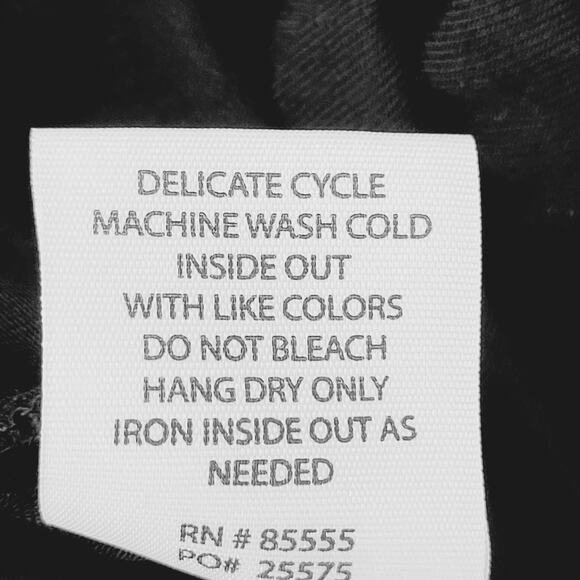 DELICATE CYCLE
MACHINE WASH COLD
INSIDE OUT
WITH LIKE COLORS
DO NOT BLEACH
HANG DRY ONLY
IRON INSIDE OUT AS
NEEDED
RN # 85555
PO# 25575